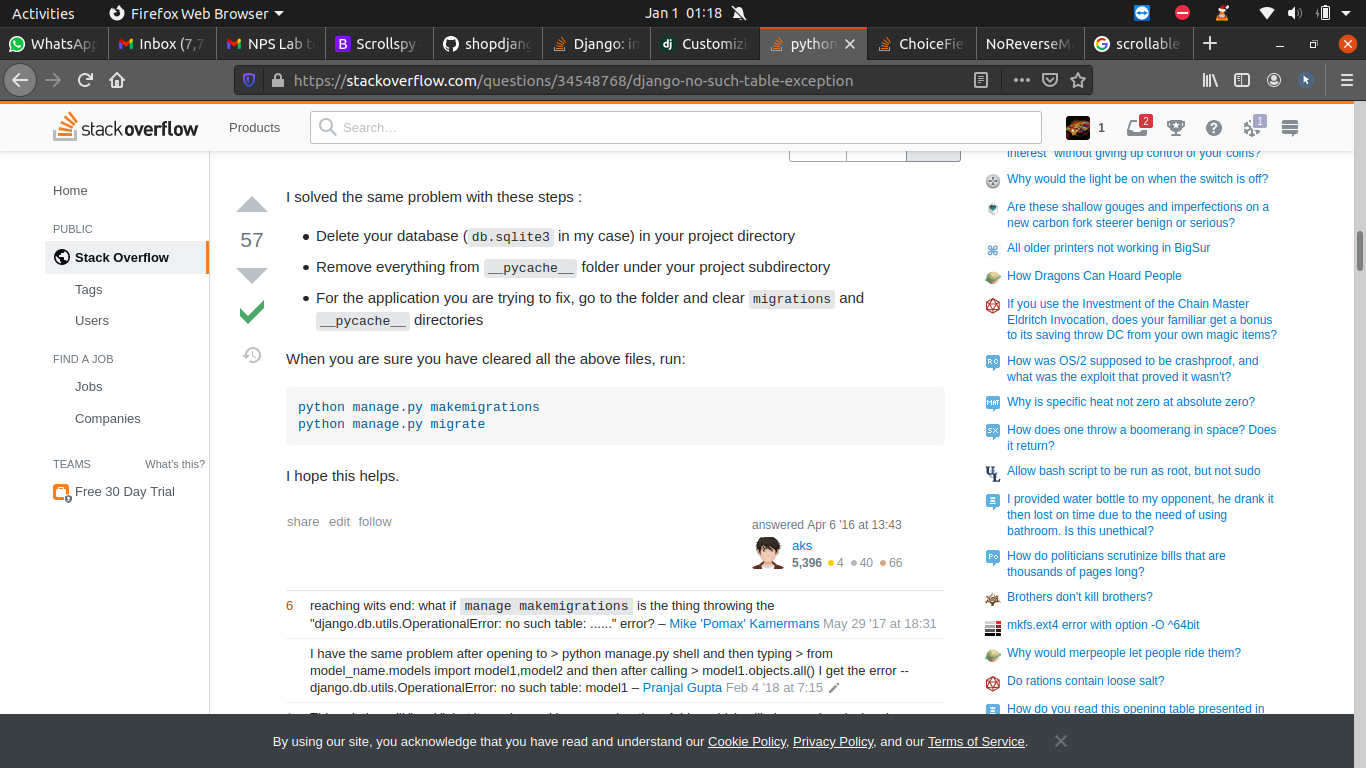 Activities Firefox Web Browser Jan 1 01:18
WhatsApp Inbox (7,7 NPS Lab t Scrollspy shopdjang Django: in Customizi python ChoiceFie NoReverseM scrollable
https://stackoverflow.com/questions/34548768/django-no-such-table-exception
stackoverflow Products Search... 1 2 1
Home
PUBLIC
Stack Overflow
Tags
Users
FIND A JOB
Jobs
Companies
TEAMS What's this?
Free 30 Day Trial
57
I solved the same problem with these steps :
Delete your database ( db.sqlite3 in my case) in your project directory
Remove everything from __pycache__ folder under your project subdirectory
For the application you are trying to fix, go to the folder and clear migrations and
__pycache__ directories
When you are sure you have cleared all the above files, run:
python manage.py makemigrations
python manage.py migrate
I hope this helps.
share edit follow
answered Apr 6 '16 at 13:43
aks
5,396 4 40 66
6 reaching wits end: what if manage makemigrations is the thing throwing the
"django.db.utils.OperationalError: no such table: ......" error? – Mike 'Pomax' Kamermans May 29 '17 at 18:31
I have the same problem after opening to > python manage.py shell and then typing > from
model_name.models import model1,model2 and then after calling > model1.objects.all() I get the error --
django.db.utils.OperationalError: no such table: model1 – Pranjal Gupta Feb 4 '18 at 7:15
interest" without giving up control of your coins?
Why would the light be on when the switch is off?
Are these shallow gouges and imperfections on a
new carbon fork steerer benign or serious?
All older printers not working in BigSur
How Dragons Can Hoard People
If you use the Investment of the Chain Master
Eldritch Invocation, does your familiar get a bonus
to its saving throw DC from your own magic items?
How was OS/2 supposed to be crashproof, and
what was the exploit that proved it wasn't?
Why is specific heat not zero at absolute zero?
How does one throw a boomerang in space? Does
it return?
Allow bash script to be run as root, but not sudo
I provided water bottle to my opponent, he drank it
then lost on time due to the need of using
bathroom. Is this unethical?
How do politicians scrutinize bills that are
thousands of pages long?
Brothers don't kill brothers?
mkfs.ext4 error with option -O ^64bit
Why would merpeople let people ride them?
Do rations contain loose salt?
How do you read this opening table presented in
By using our site, you acknowledge that you have read and understand our Cookie Policy, Privacy Policy, and our Terms of Service.